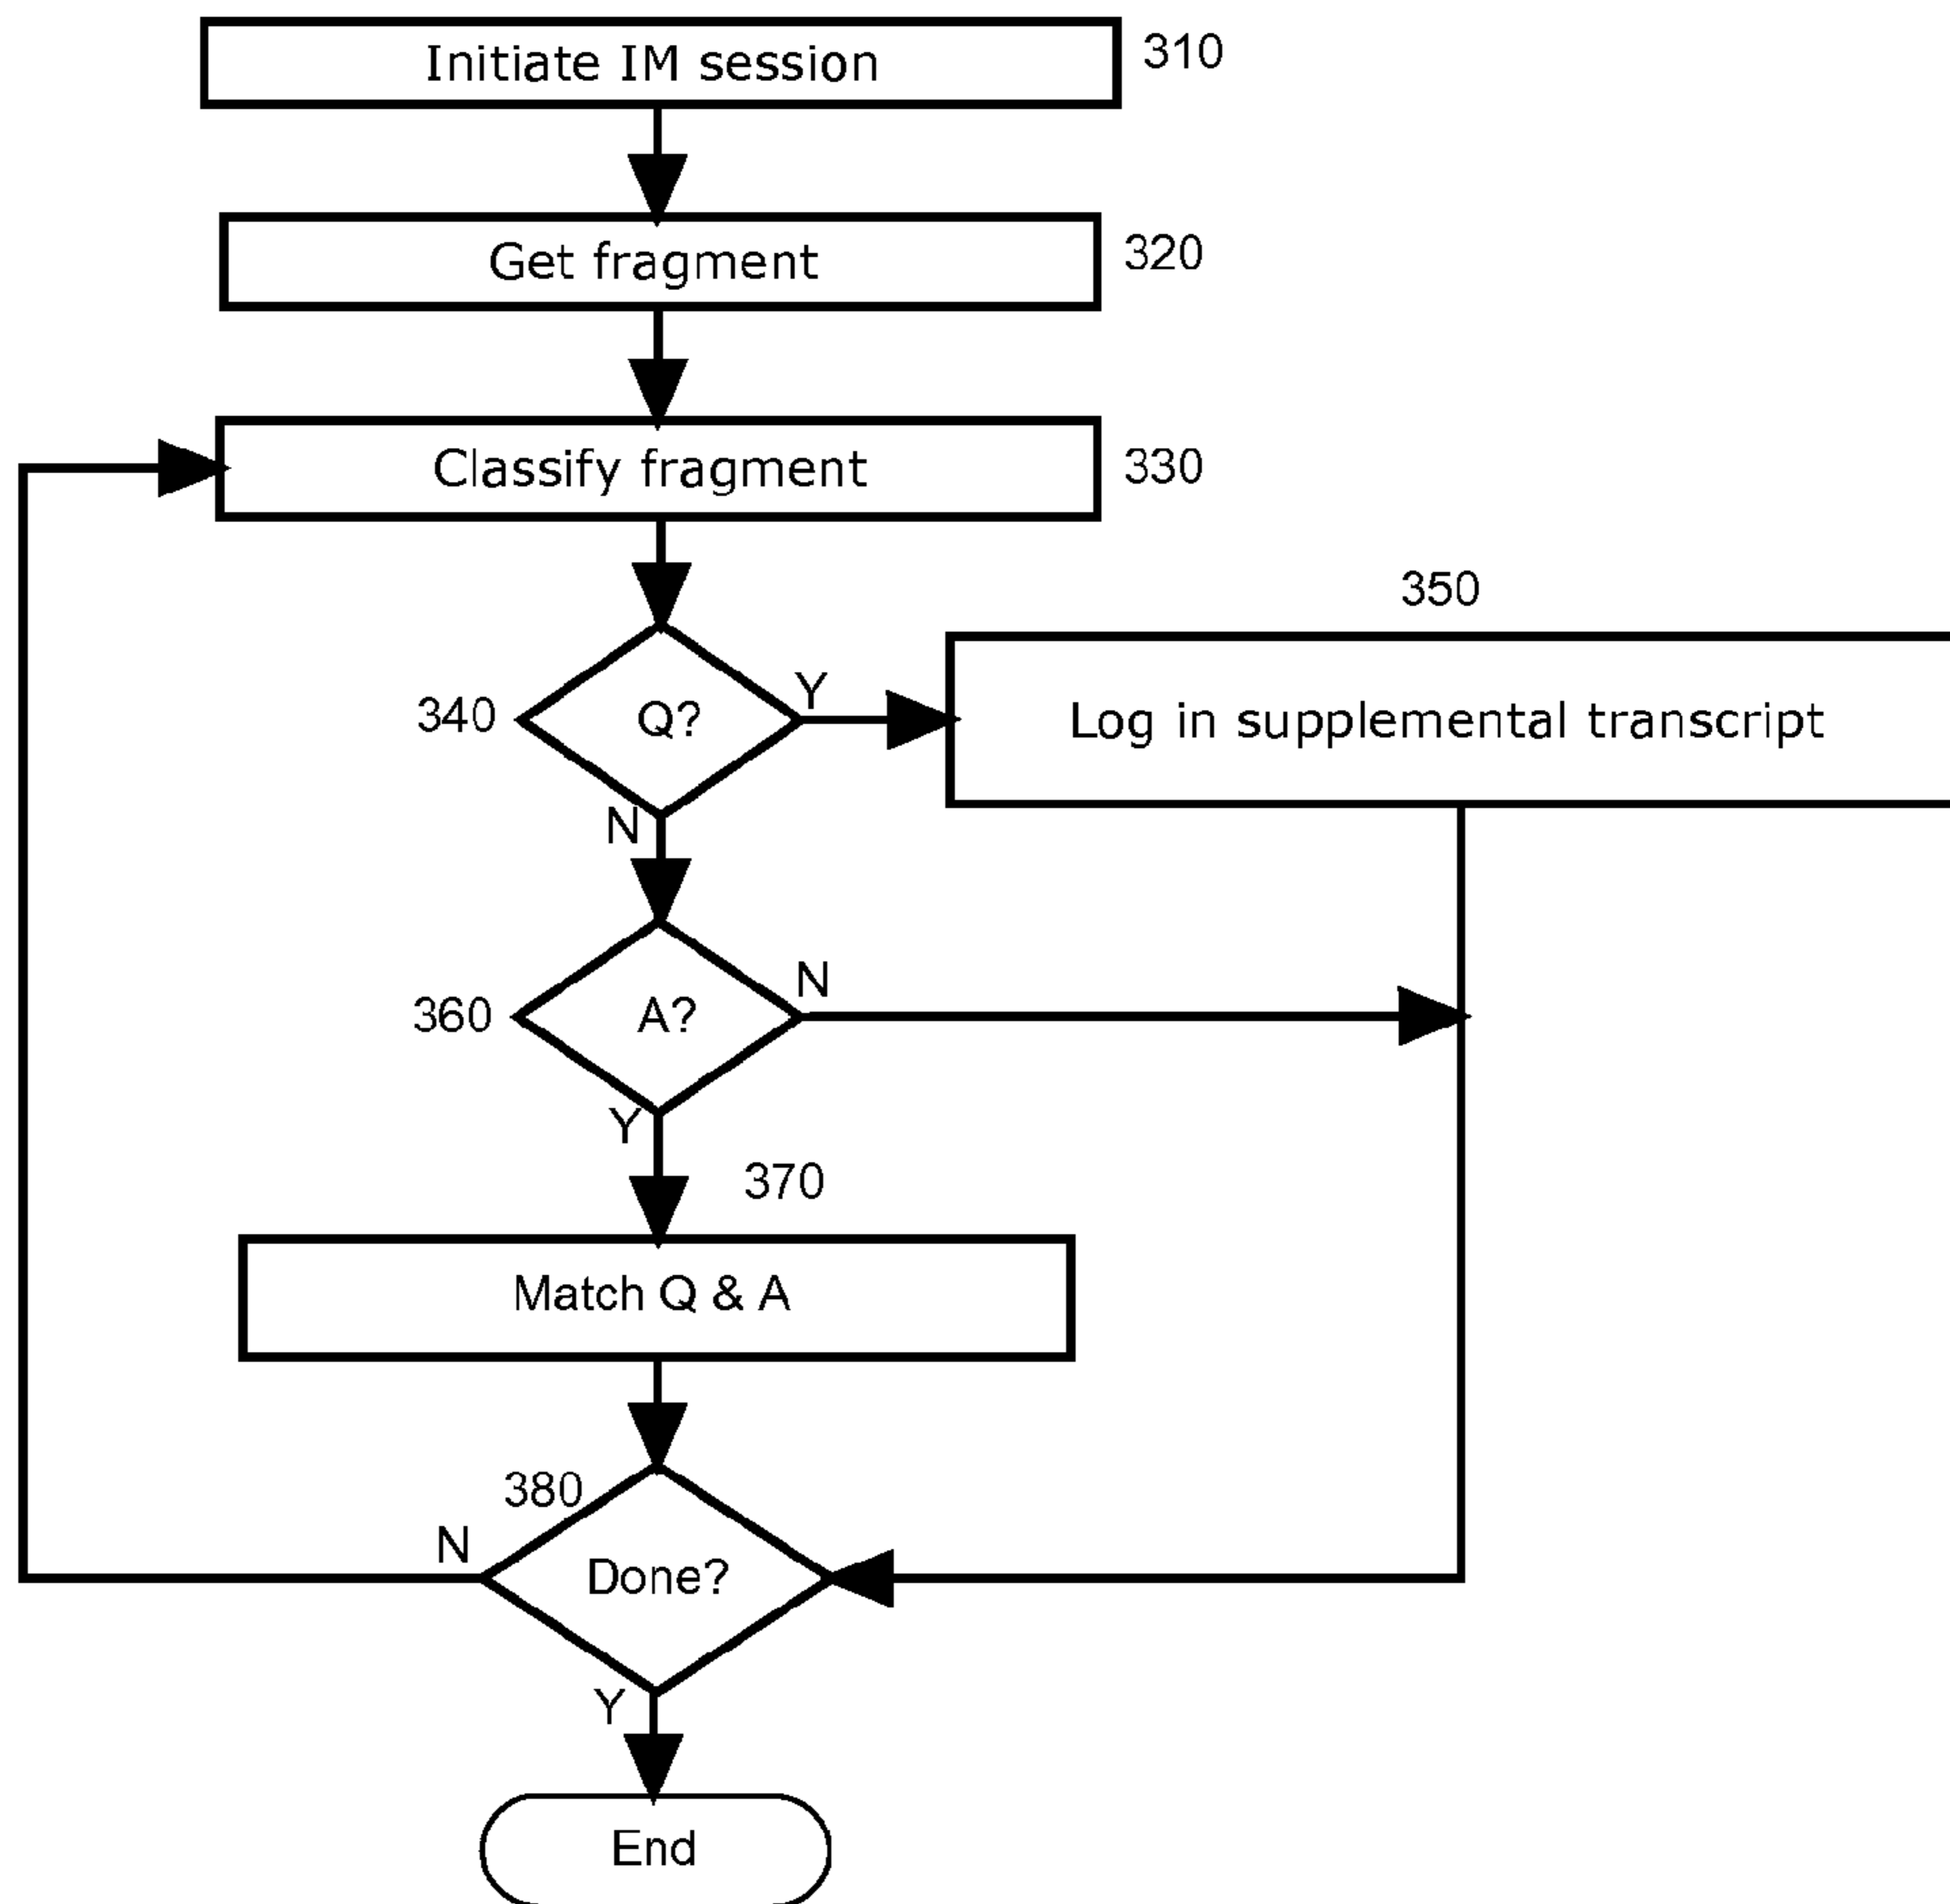 Initiate IM session
310
Get fragment
320
Classify fragment
330
350
340
Q?
Y
Log in supplemental transcript
N
360
A?
N
Y
370
Match Q & A
380
N
Done?
Y
End